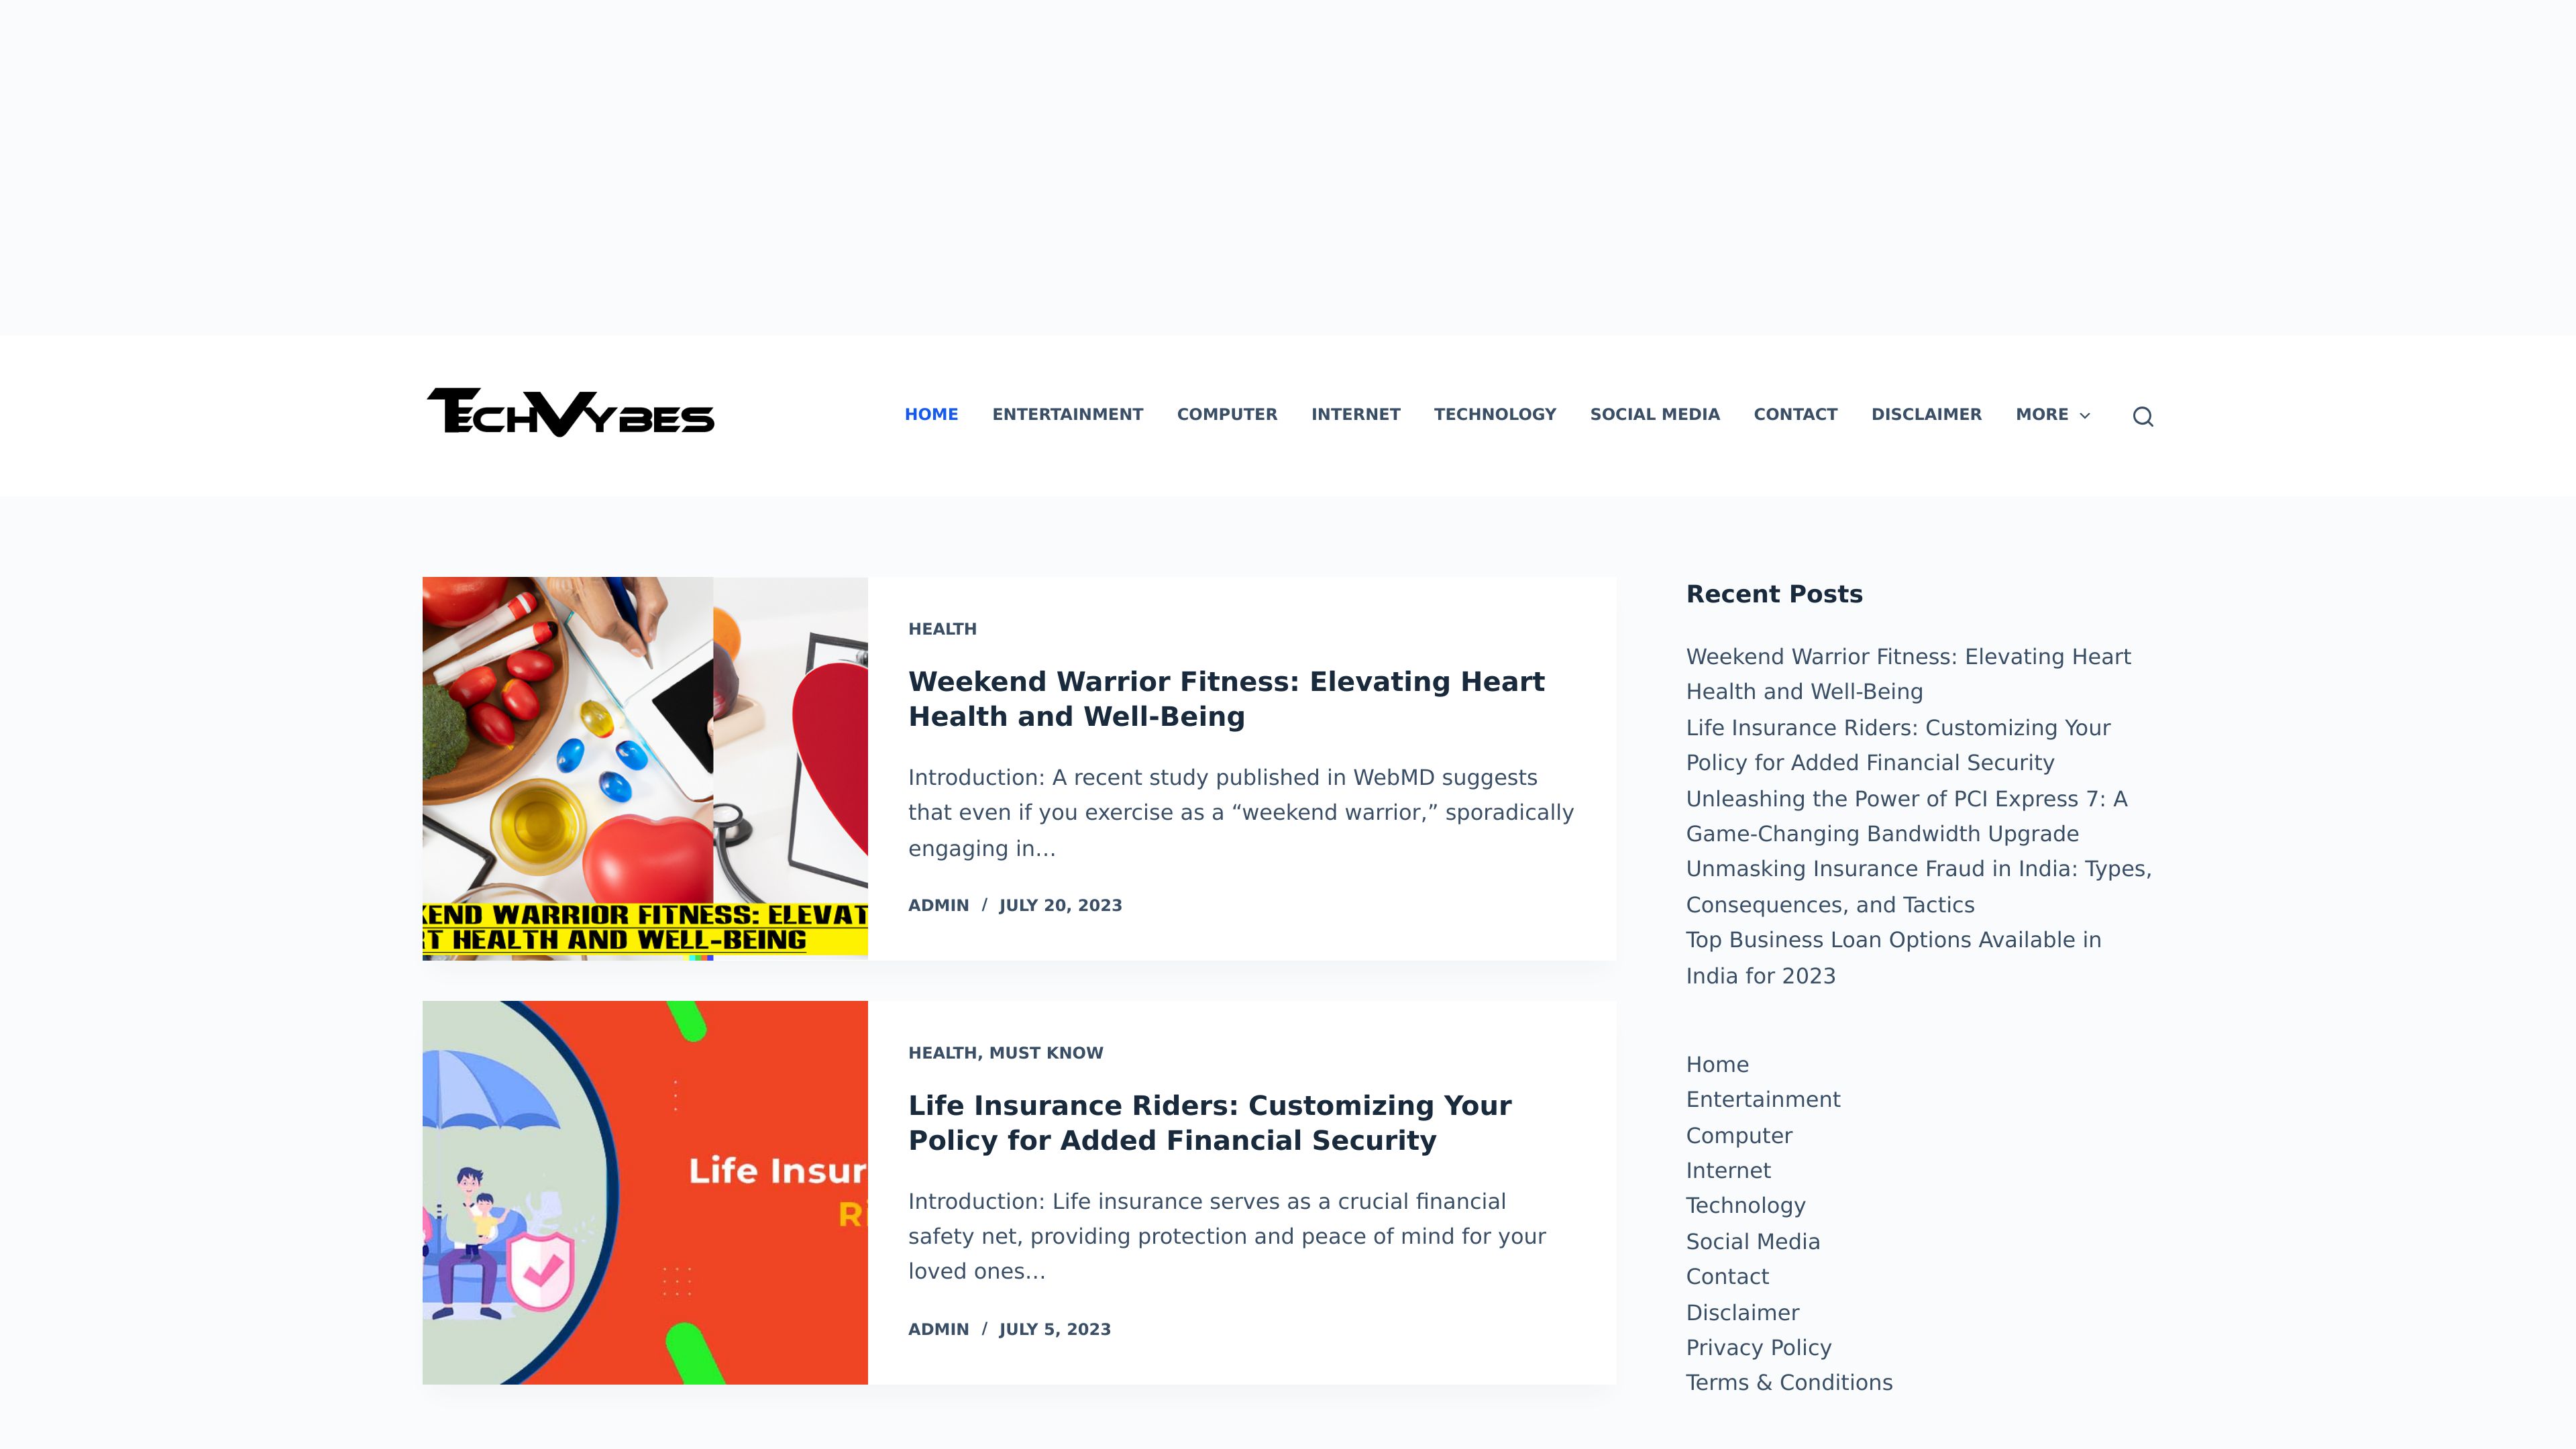 TECHVYBES
HOME ENTERTAINMENT COMPUTER INTERNET TECHNOLOGY SOCIAL MEDIA CONTACT DISCLAIMER MORE
KEND WARRIOR FITNESS: ELEVAT
RT HEALTH AND WELL-BEING
HEALTH
Weekend Warrior Fitness: Elevating Heart
Health and Well-Being
Introduction: A recent study published in WebMD suggests
that even if you exercise as a “weekend warrior,” sporadically
engaging in…
ADMIN / JULY 20, 2023
Life Insur
Ri
HEALTH, MUST KNOW
Life Insurance Riders: Customizing Your
Policy for Added Financial Security
Introduction: Life insurance serves as a crucial financial
safety net, providing protection and peace of mind for your
loved ones…
ADMIN / JULY 5, 2023
Recent Posts
Weekend Warrior Fitness: Elevating Heart
Health and Well-Being
Life Insurance Riders: Customizing Your
Policy for Added Financial Security
Unleashing the Power of PCI Express 7: A
Game-Changing Bandwidth Upgrade
Unmasking Insurance Fraud in India: Types,
Consequences, and Tactics
Top Business Loan Options Available in
India for 2023
Home
Entertainment
Computer
Internet
Technology
Social Media
Contact
Disclaimer
Privacy Policy
Terms & Conditions